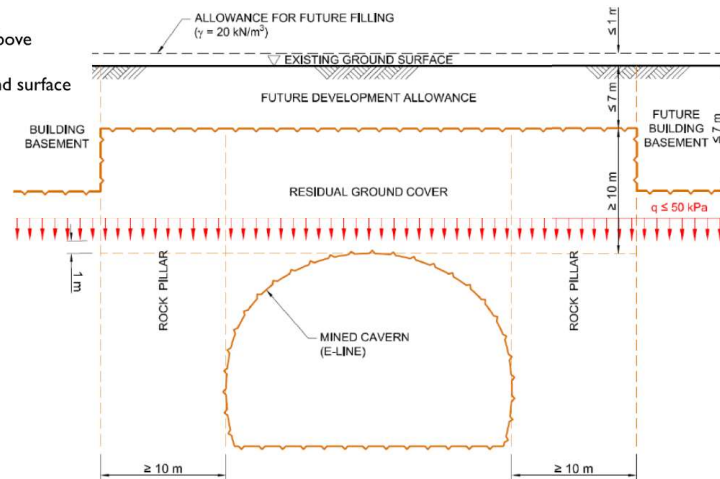 ALLOWANCE FOR FUTURE FILLING
(γ = 20 kN/m³)
≤ 1 m
ove
EXISTING GROUND SURFACE
nd surface
FUTURE DEVELOPMENT ALLOWANCE
≤ 7 m
BUILDING
BASEMENT
FUTURE
BUILDING
BASEMENT
RESIDUAL GROUND COVER
≥ 10 m
q ≤ 50 kPa
1 m
ROCK PILLAR
ROCK PILLAR
MINED CAVERN
(E-LINE)
≥ 10 m
≥ 10 m